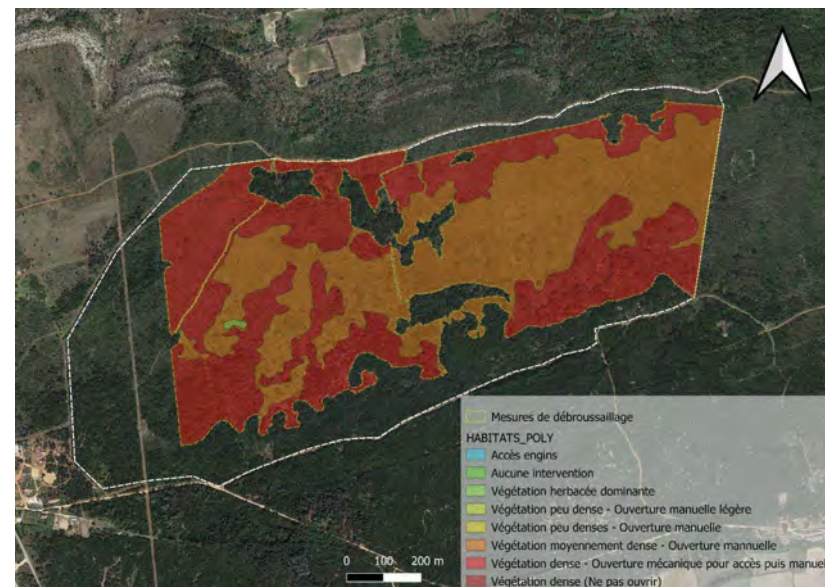 Mesures de débroussaillage
HABITATS_POLY
Accès engins
Aucune intervention
Végétation herbacée dominante
Végétation peu dense - Ouverture manuelle légère
Végétation peu denses - Ouverture manuelle
Végétation moyennement dense - Ouverture mannuelle
Végétation dense - Ouverture mécanique pour accès puis manuel
Végétation dense (Ne pas ouvrir)
0 100 200 m